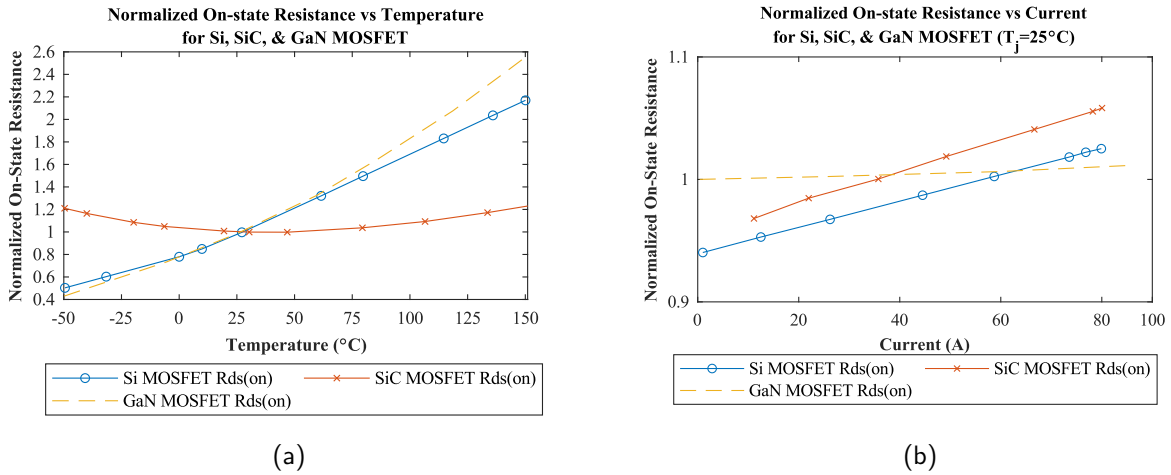 Normalized On-state Resistance vs Temperature
for Si, SiC, & GaN MOSFET
Normalized On-State Resistance
2.6
2.4
2.2
2
1.8
1.6
1.4
1.2
1
0.8
0.6
0.4
-50 -25 0 25 50 75 100 125 150
Temperature (°C)
Si MOSFET Rds(on) SiC MOSFET Rds(on)
GaN MOSFET Rds(on)
(a)
Normalized On-state Resistance vs Current
for Si, SiC, & GaN MOSFET (Tj=25°C)
Normalized On-State Resistance
1.1
1
0.9
0 20 40 60 80
Current (A)
Si MOSFET Rds(on) SiC MOSFET Rds(on)
GaN MOSFET Rds(on)
(b)